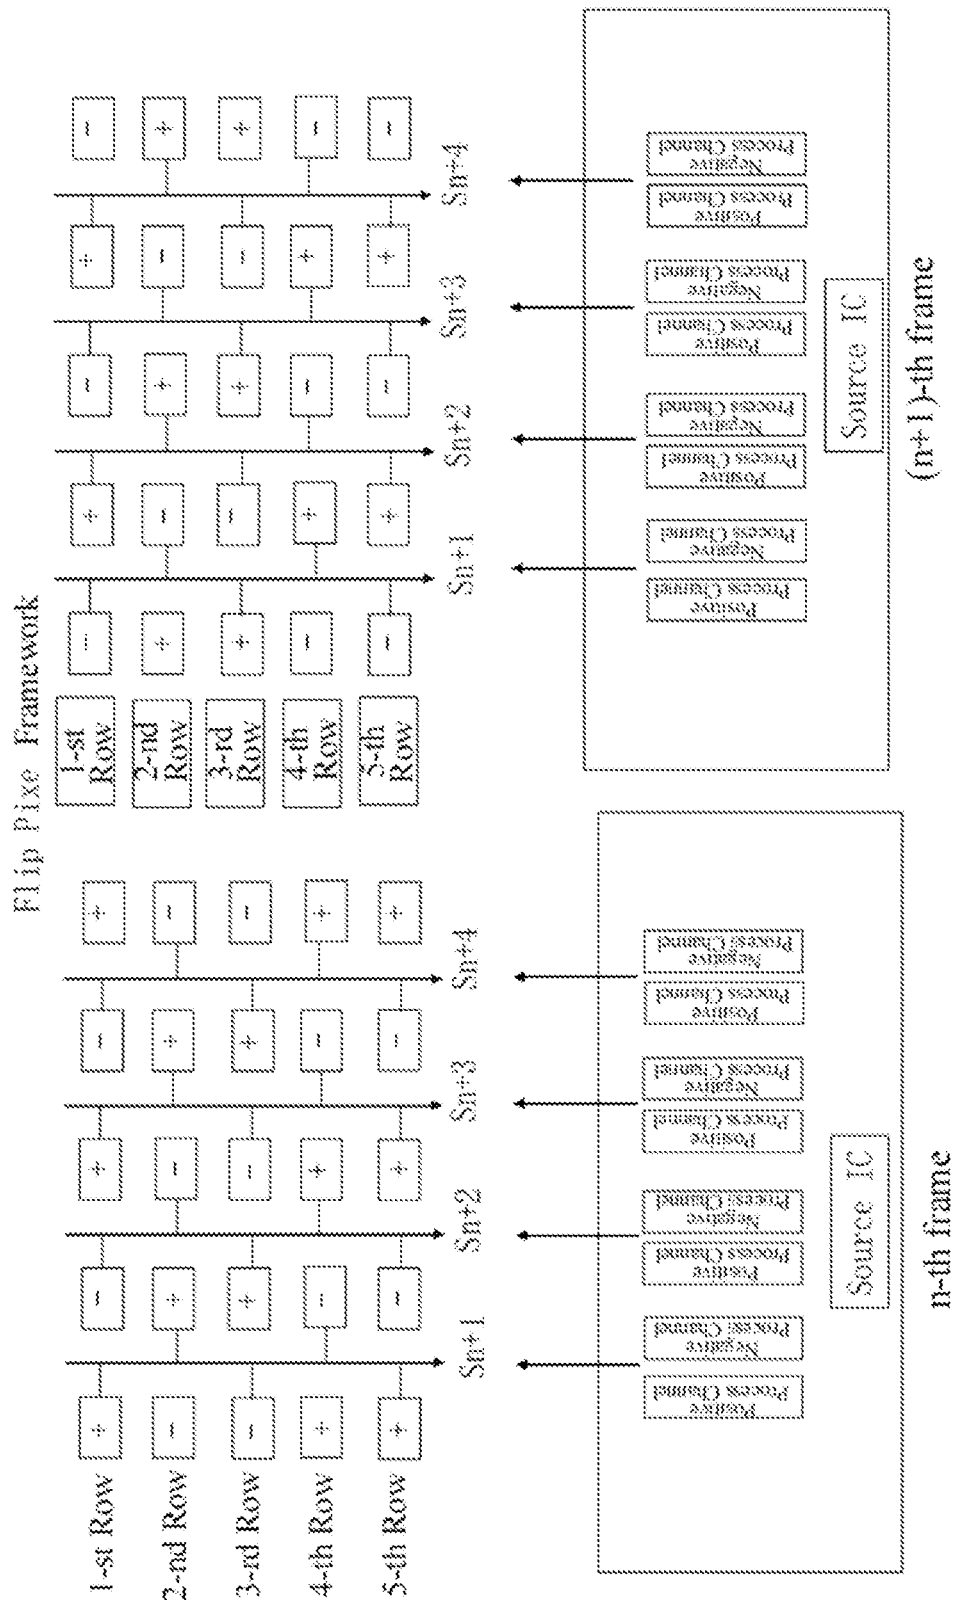 Flip Pixe Framework
1-st Row + - + - +
2-nd Row - + - + -
3-rd Row - + - + -
4-th Row + - + - +
5-th Row + - + - +
Sn+1 Sn+2 Sn+3 Sn+4
Positive
Process Channel
Negative
Process Channel
Positive
Process Channel
Negative
Process Channel
Positive
Process Channel
Negative
Process Channel
Positive
Process Channel
Negative
Process Channel
Source IC
n-th frame
1-st
Row
- + - + -
2-nd
Row
+ - + - +
3-rd
Row
+ - + - +
4-th
Row
- + - + -
5-th
Row
- + - + -
Sn+1 Sn+2 Sn+3 Sn+4
Positive
Process Channel
Negative
Process Channel
Positive
Process Channel
Negative
Process Channel
Positive
Process Channel
Negative
Process Channel
Positive
Process Channel
Negative
Process Channel
Source IC
(n+1)-th frame